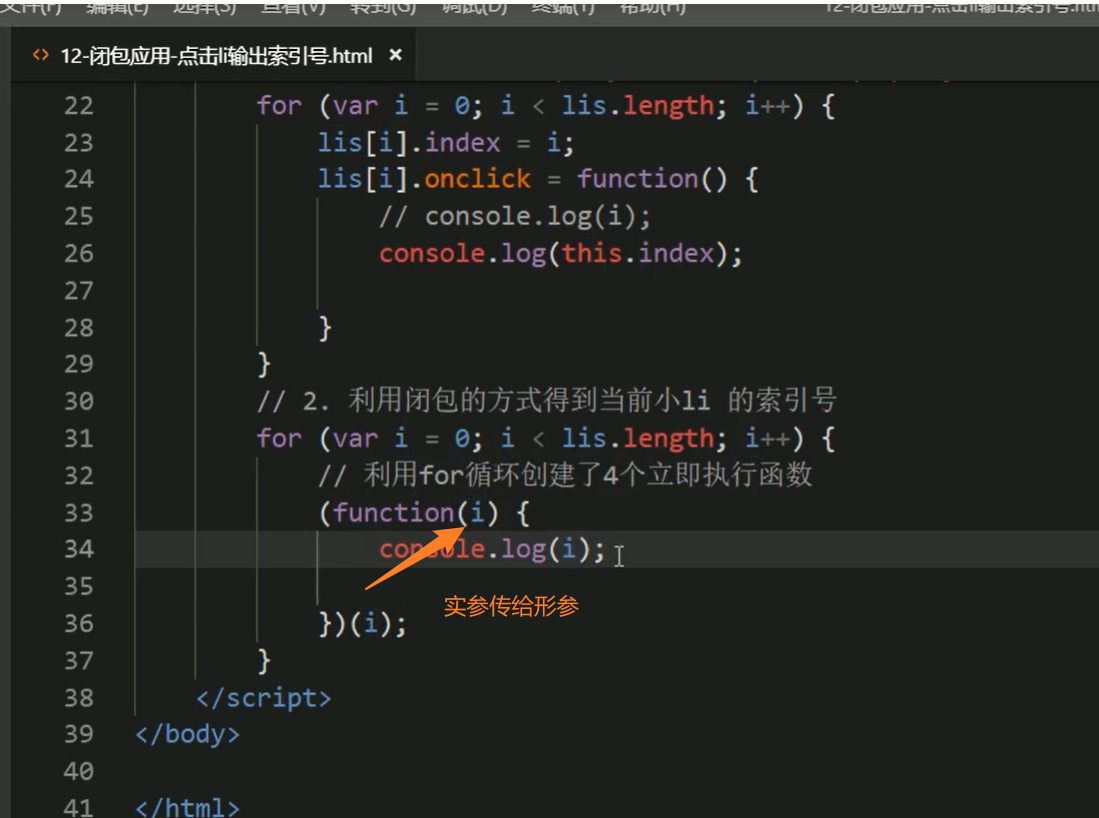 文件(F) 编辑(E) 选择(S) 查看(V) 转到(G) 调试(D) 终端(T) 帮助(H) 12-闭包应用-点击li输出索引号.htm
<> 12-闭包应用-点击li输出索引号.html ×
22 for (var i = 0; i < lis.length; i++) {
23 lis[i].index = i;
24 lis[i].onclick = function() {
25 // console.log(i);
26 console.log(this.index);
27
28 }
29 }
30 // 2. 利用闭包的方式得到当前小li 的索引号
31 for (var i = 0; i < lis.length; i++) {
32 // 利用for循环创建了4个立即执行函数
33 (function(i) {
34 console.log(i);
35
实参传给形参
36 })(i);
37 }
38 </script>
39 </body>
40
41 </html>